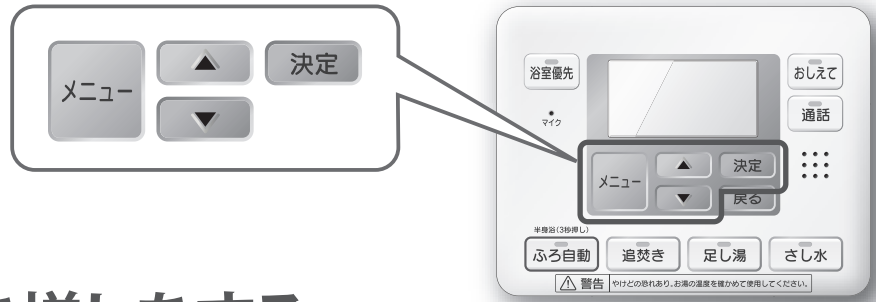 メニュー
決定
浴室優先
マイク
おしえて
通話
メニュー
決定
戻る
半身浴(3秒押し)
ふろ自動
追焚き
足し湯
さし水
警告 やけどの恐れあり。お湯の温度を確かめて使用してください。